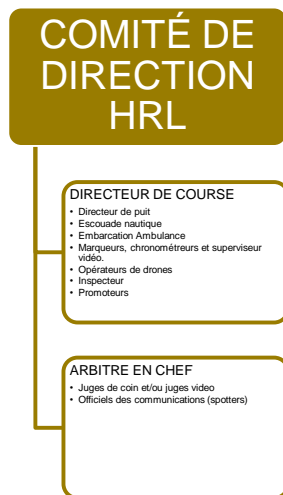 COMITÉ DE
DIRECTION
HRL
DIRECTEUR DE COURSE
• Directeur de puit
• Escouade nautique
• Embarcation Ambulance
• Marqueurs, chronométreurs et superviseur
vidéo.
• Opérateurs de drones
• Inspecteur
• Promoteurs
ARBITRE EN CHEF
• Juges de coin et/ou juges video
• Officiels des communications (spotters)